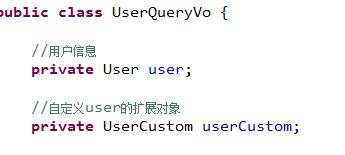 public class UserQueryVo {
//用户信息
private User user;
//自定义user的扩展对象
private UserCustom userCustom;